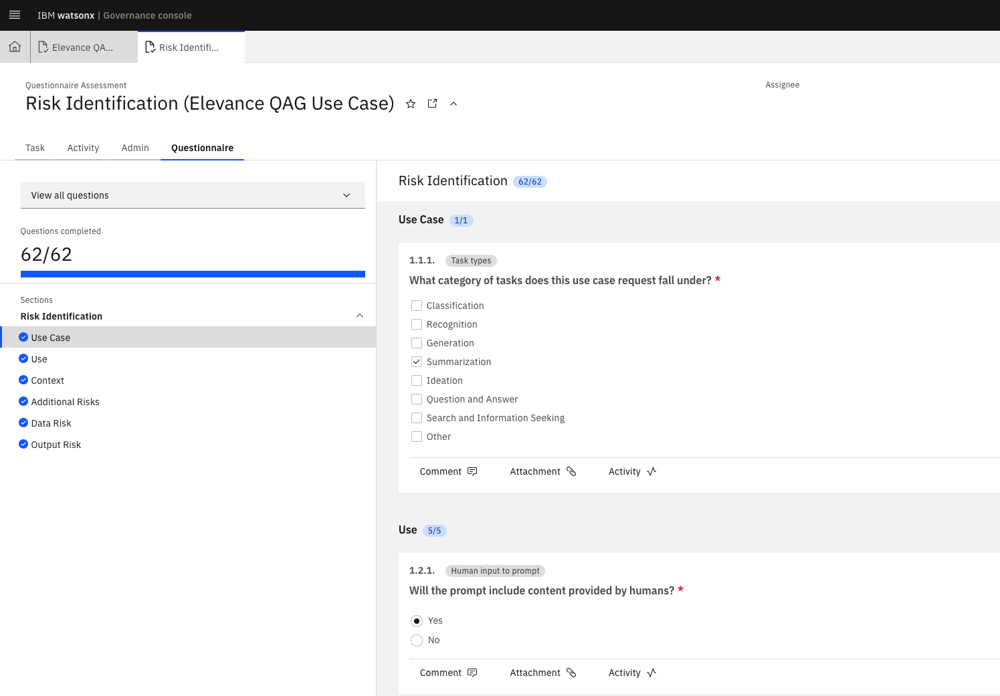 IBM watsonx | Governance console
Elevance QA...
Risk Identifi...
Questionnaire Assessment
Assignee
Risk Identification (Elevance QAG Use Case)
Task
Activity
Admin
Questionnaire
View all questions
Questions completed
62/62
Sections
Risk Identification
Use Case
Use
Context
Additional Risks
Data Risk
Output Risk
Risk Identification 62/62
Use Case 1/1
1.1.1. Task types
What category of tasks does this use case request fall under? *
Classification
Recognition
Generation
Summarization
Ideation
Question and Answer
Search and Information Seeking
Other
Comment Attachment Activity
Use 5/5
1.2.1. Human input to prompt
Will the prompt include content provided by humans? *
Yes
No
Comment Attachment Activity